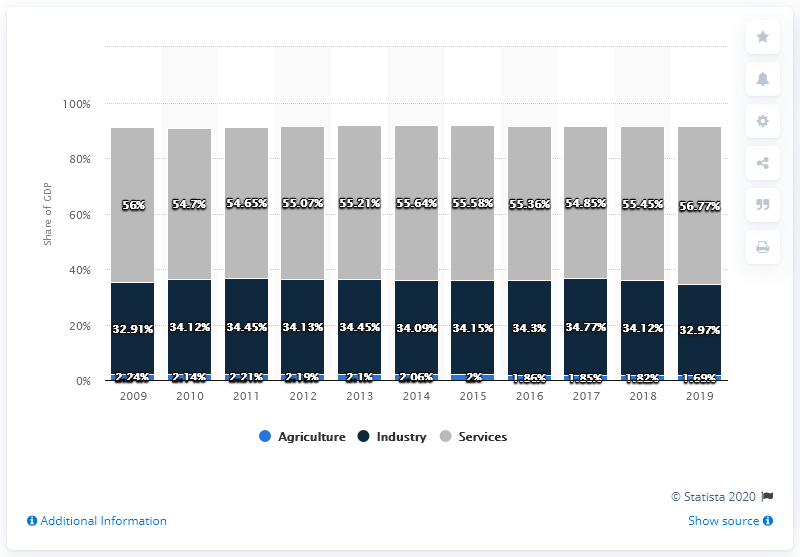 100%
80%
60%
40%
20%
0%
Share of GDP
56% 54.7% 54.65% 55.07% 55.21% 55.64% 55.58% 55.36% 54.85% 55.45% 56.77%
32.91% 34.12% 34.45% 34.13% 34.45% 34.09% 34.15% 34.3% 34.77% 34.12% 32.97%
2.24% 2.14% 2.21% 2.19% 2.1% 2.06% 2% 1.86% 1.85% 1.82% 1.69%
2009 2010 2011 2012 2013 2014 2015 2016 2017 2018 2019
Agriculture Industry Services
© Statista 2020
Additional Information Show source